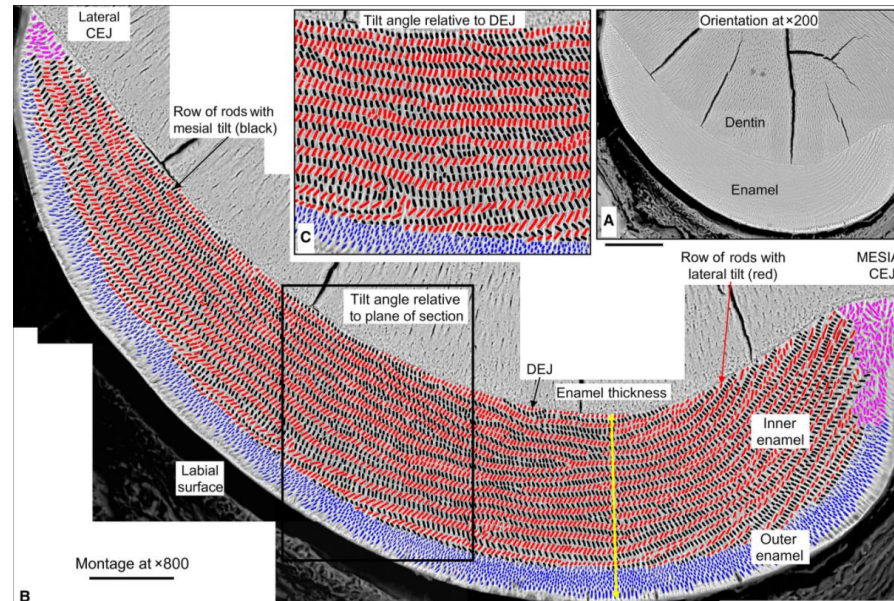 Lateral
CEJ
Tilt angle relative to DEJ
Orientation at ×200
Row of rods with
mesial tilt (black)
Dentin
Enamel
C
A
Row of rods with
lateral tilt (red)
MESIA
CEJ
Tilt angle relative
to plane of section
DEJ
Enamel thickness
Inner
enamel
Labial
surface
Outer
enamel
Montage at ×800
B